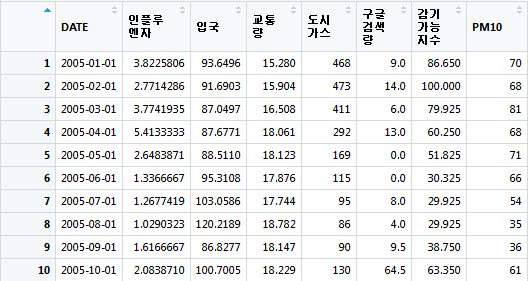 DATE 인플루엔자 입국 교통량 도시가스 구글검색량 감기가능지수 PM10
1 2005-01-01 3.8225806 93.6496 15.280 468 9.0 86.650 70
2 2005-02-01 2.7714286 91.6903 15.904 473 14.0 100.000 68
3 2005-03-01 3.7741935 87.0497 16.508 411 6.0 79.925 81
4 2005-04-01 5.4133333 87.6771 18.061 292 13.0 60.250 68
5 2005-05-01 2.6483871 88.5110 18.123 169 0.0 51.825 71
6 2005-06-01 1.3366667 95.3108 17.876 115 0.0 30.325 66
7 2005-07-01 1.2677419 103.0586 17.744 95 8.0 29.925 54
8 2005-08-01 1.0290323 120.2189 18.782 86 4.0 29.925 35
9 2005-09-01 1.6166667 86.8277 18.147 90 9.5 38.750 36
10 2005-10-01 2.0838710 100.7005 18.229 130 64.5 63.350 61